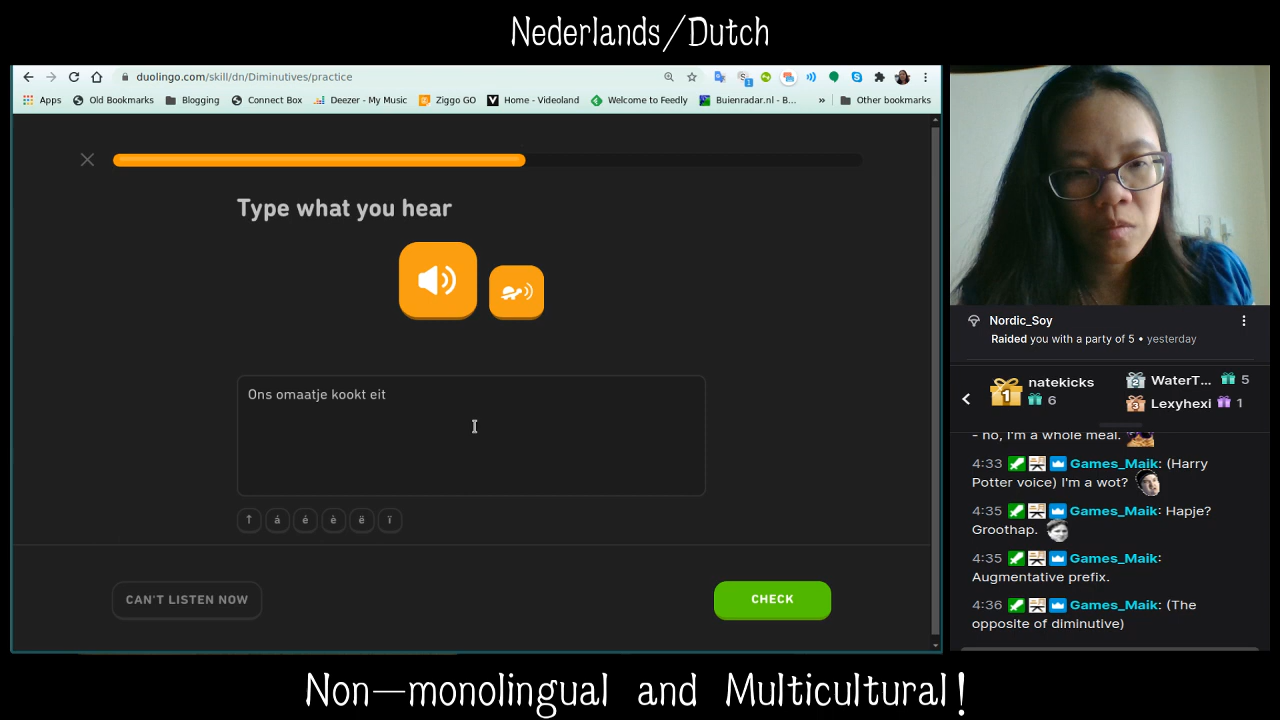 Nederlands/Dutch
duolingo.com/skill/dn/Diminutives/practice
Apps Old Bookmarks Blogging Connect Box Deezer - My Music Ziggo GO Home - Videoland Welcome to Feedly Buienradar.nl - B... » Other bookmarks
Type what you hear
Ons omaatje kookt eit
↑ á é è ë ï
CAN'T LISTEN NOW
CHECK
Nordic_Soy
Raided you with a party of 5 • yesterday
1 natekicks 6
2 WaterT... 5
3 Lexyhexi 1
- no, I'm a whole meal.
4:33 Games_Maik: (Harry
Potter voice) I'm a wot?
4:35 Games_Maik: Hapje?
Groothap.
4:35 Games_Maik:
Augmentative prefix.
4:36 Games_Maik: (The
opposite of diminutive)
Non-monolingual and Multicultural!